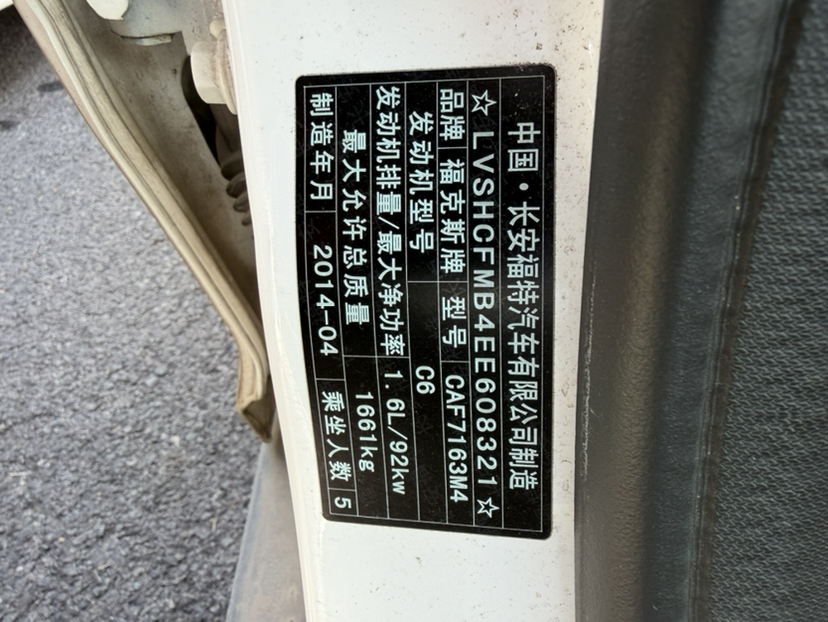 中国·长安福特汽车有限公司制造
☆LVSHCFMB4EE608321☆
品牌 福克斯牌 型号 CAF7163M4
发动机型号 C6
发动机排量/最大净功率 1.6L/92kw
最大允许总质量 1661kg
制造年月 2014-04 乘坐人数 5